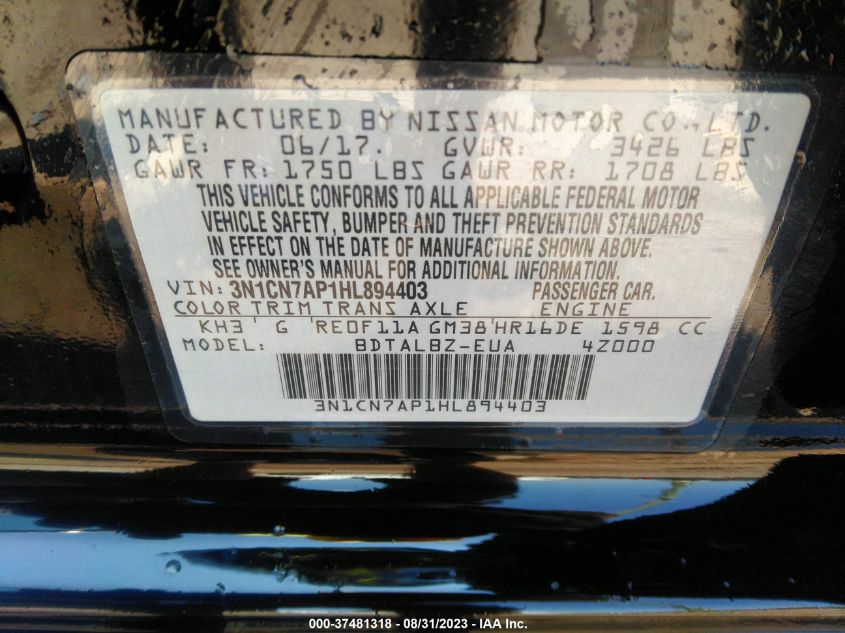 MANUFACTURED BY NISSAN MOTOR CO., LTD.
DATE: 06/17. GVWR: 3426 LBS
GAWR FR: 1750 LBS GAWR RR: 1708 LBS
THIS VEHICLE CONFORMS TO ALL APPLICABLE FEDERAL MOTOR
VEHICLE SAFETY, BUMPER AND THEFT PREVENTION STANDARDS
IN EFFECT ON THE DATE OF MANUFACTURE SHOWN ABOVE.
SEE OWNER'S MANUAL FOR ADDITIONAL INFORMATION.
VIN: 3N1CN7AP1HL894403 PASSENGER CAR.
COLOR TRIM TRANS AXLE ENGINE
KH3 ' G 'RE0F11A GM38'HR16DE 1598 CC
MODEL: BDTALBZ-EUA 4Z000
3N1CN7AP1HL894403
000-37481318 - 08/31/2023 - IAA Inc.